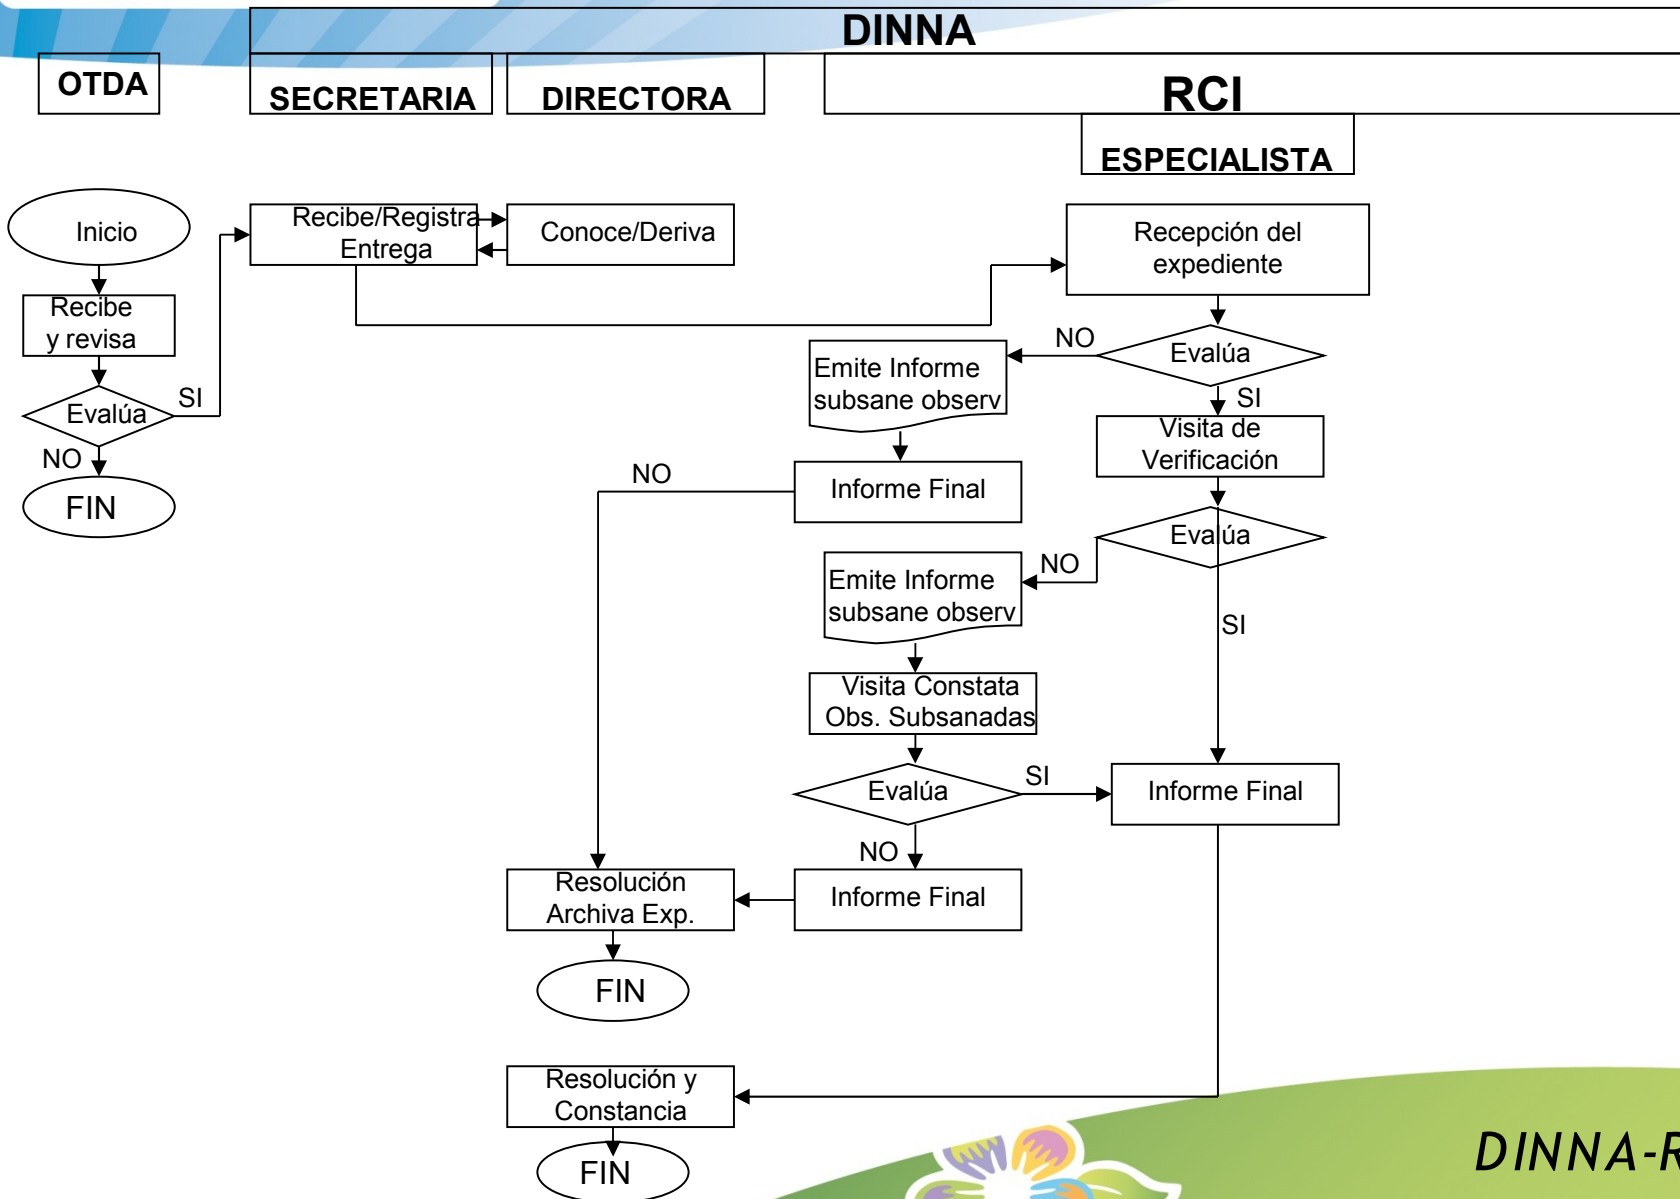 DINNA
OTDA
SECRETARIA
DIRECTORA
RCI
ESPECIALISTA
Inicio
Recibe/Registra
Entrega
Conoce/Deriva
Recepción del
expediente
Recibe
y revisa
Evalúa
SI
NO
FIN
NO
Evalúa
SI
Emite Informe
subsane observ
Visita de
Verificación
NO
Informe Final
Evalúa
NO
SI
Emite Informe
subsane observ
Visita Constata
Obs. Subsanadas
Evalúa
SI
Informe Final
NO
Resolución
Archiva Exp.
Informe Final
FIN
Resolución y
Constancia
FIN
DINNA-R